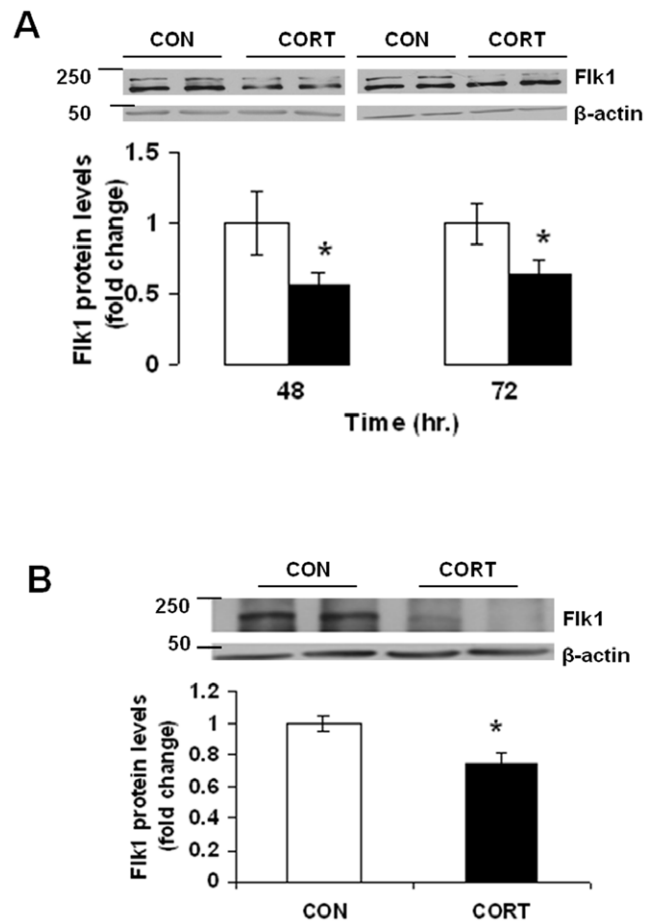 A
CON CORT CON CORT
250 Flk1
50 β-actin
Flk1 protein levels
(fold change)
1.5
1
0.5
0
*
*
48 72
Time (hr.)
B
CON CORT
250 Flk1
50 β-actin
Flk1 protein levels
(fold change)
1.2
1
0.8
0.6
0.4
0.2
0
*
CON CORT